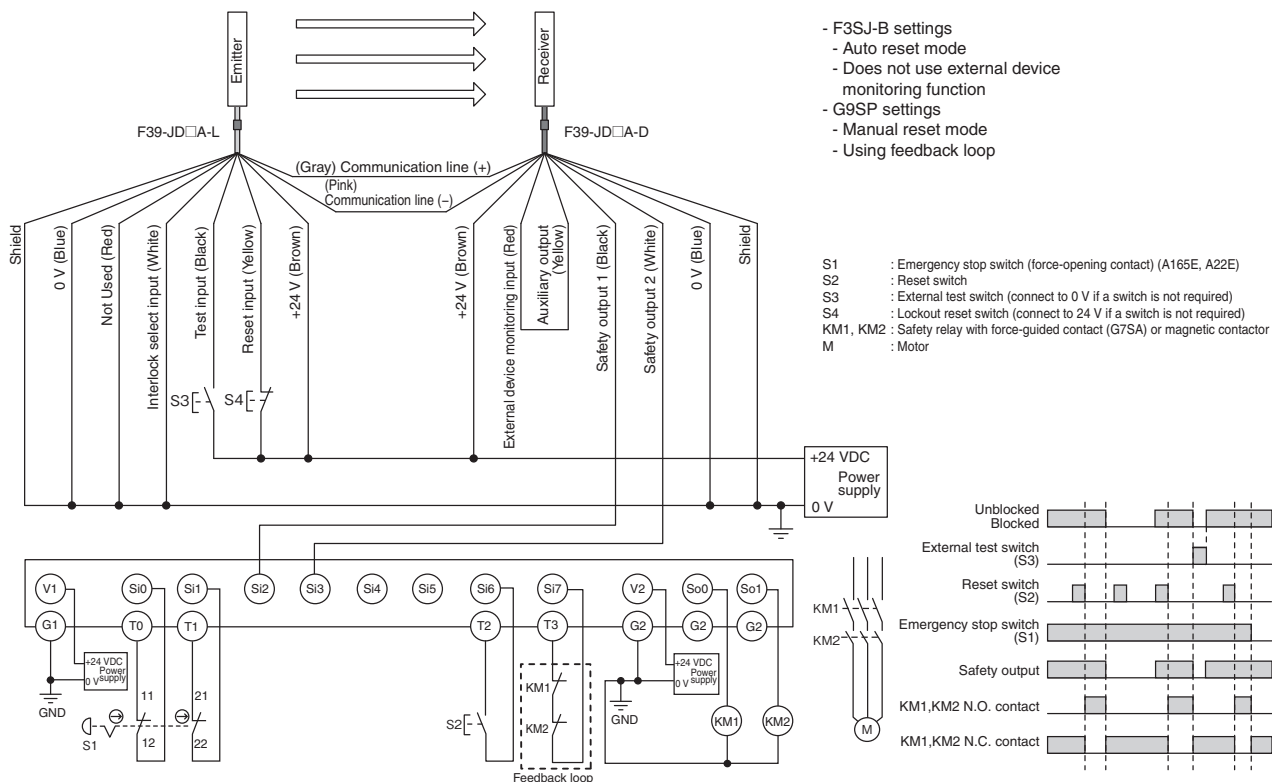 Emitter
Receiver
F39-JD□A-L
F39-JD□A-D
(Gray) Communication line (+)
(Pink)
Communication line (−)
Shield
0 V (Blue)
Not Used (Red)
Interlock select input (White)
Test input (Black)
Reset input (Yellow)
+24 V (Brown)
+24 V (Brown)
External device monitoring input (Red)
Auxiliary output
(Yellow)
Safety output 1 (Black)
Safety output 2 (White)
0 V (Blue)
Shield
- F3SJ-B settings
- Auto reset mode
- Does not use external device
monitoring function
- G9SP settings
- Manual reset mode
- Using feedback loop
S1 : Emergency stop switch (force-opening contact) (A165E, A22E)
S2 : Reset switch
S3 : External test switch (connect to 0 V if a switch is not required)
S4 : Lockout reset switch (connect to 24 V if a switch is not required)
KM1, KM2 : Safety relay with force-guided contact (G7SA) or magnetic contactor
M : Motor
S3
S4
+24 VDC
Power
supply
0 V
V1
Si0
Si1
Si2
Si3
Si4
Si5
Si6
Si7
V2
So0
So1
G1
T0
T1
T2
T3
G2
G2
G2
+24 VDC
Power
supply
0 V
GND
11
21
12
22
S1
S2
KM1
KM2
Feedback loop
+24 VDC
Power
supply
0 V
GND
KM1
KM2
KM1
KM2
M
Unblocked
Blocked
External test switch
(S3)
Reset switch
(S2)
Emergency stop switch
(S1)
Safety output
KM1,KM2 N.O. contact
KM1,KM2 N.C. contact